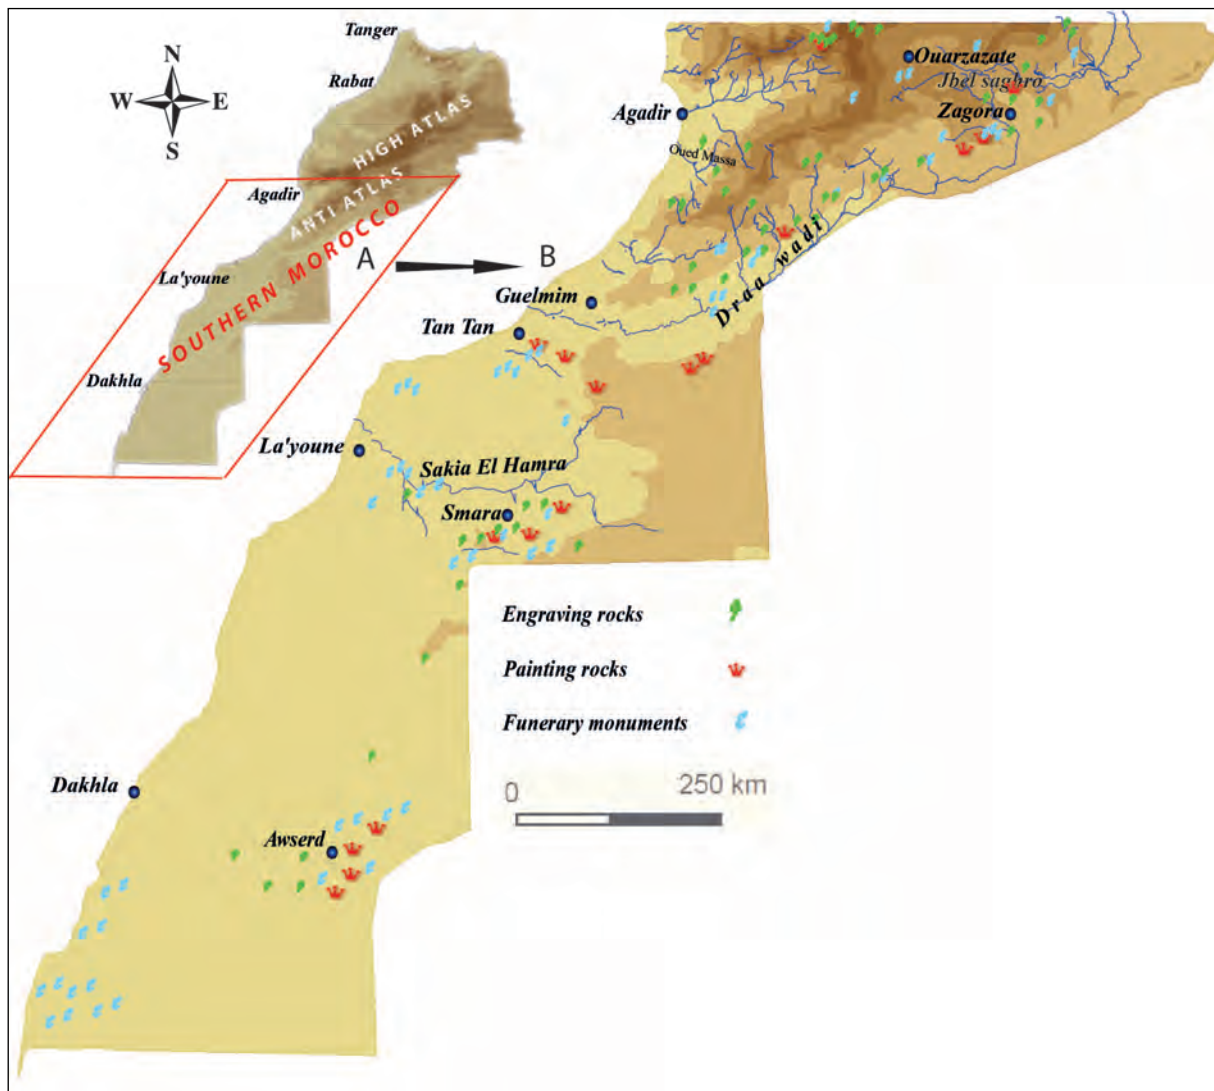 N
W E
S
Tanger
Rabat
HIGH ATLAS
Agadir
ANTI ATLAS
SOUTHERN MOROCCO
La'youne
Dakhla
A
B
Ouarzazate
Jbel saghro
Agadir
Zagora
Oued Massa
Draa wadi
Guelmim
Tan Tan
La'youne
Sakia El Hamra
Smara
Engraving rocks
Painting rocks
Funerary monuments
0 250 km
Dakhla
Awserd